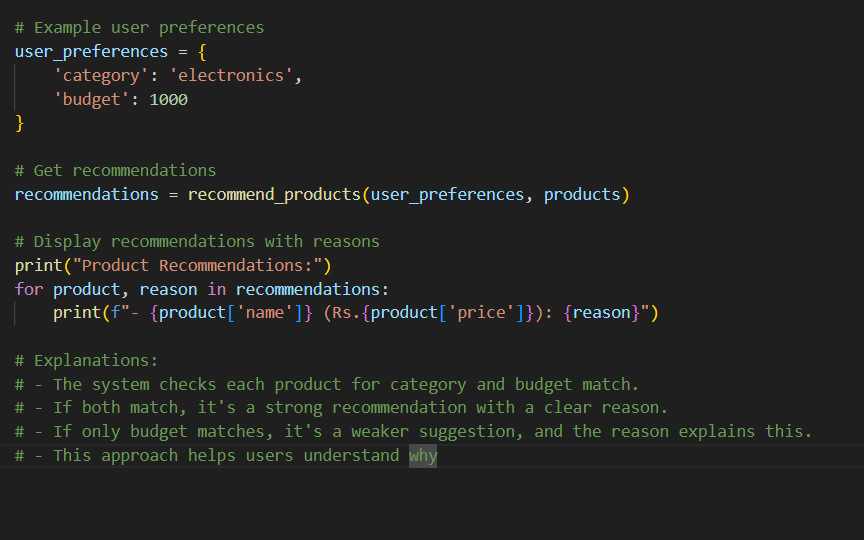 # Example user preferences
user_preferences = {
    'category': 'electronics',
    'budget': 1000
}
# Get recommendations
recommendations = recommend_products(user_preferences, products)
# Display recommendations with reasons
print("Product Recommendations:")
for product, reason in recommendations:
    print(f"- {product['name']} (Rs.{product['price']}): {reason}")
# Explanations:
# - The system checks each product for category and budget match.
# - If both match, it's a strong recommendation with a clear reason.
# - If only budget matches, it's a weaker suggestion, and the reason explains this.
# - This approach helps users understand why